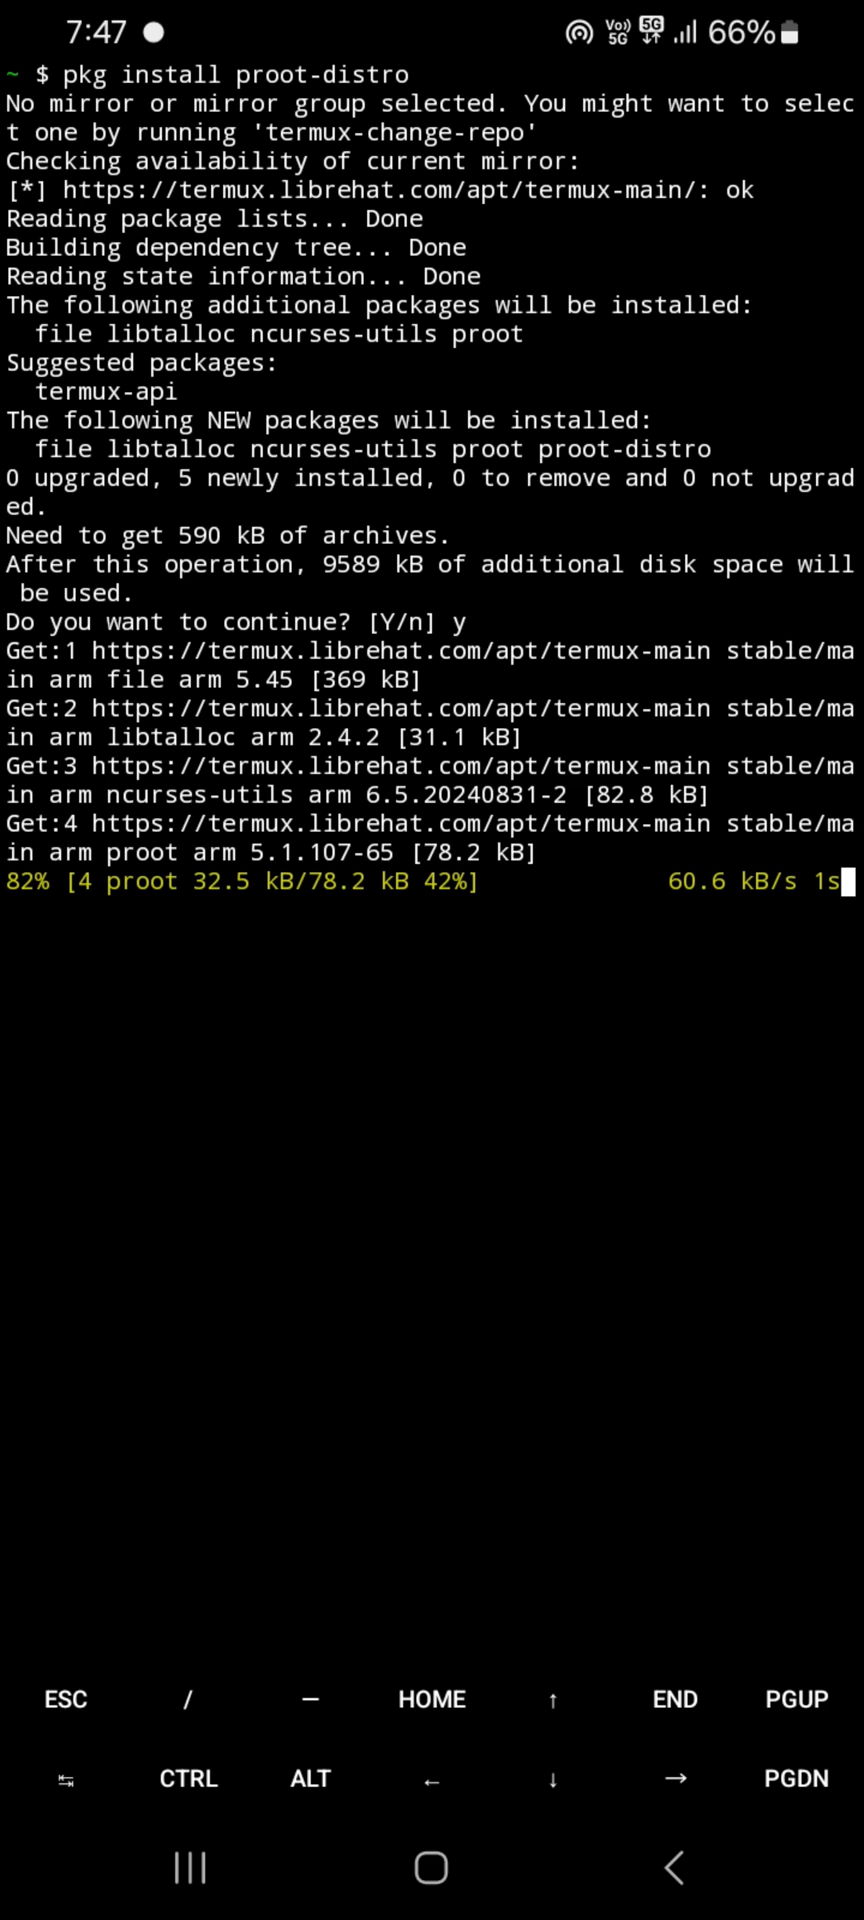 7:47 Vo)) 5G 5G 66%
~ $ pkg install proot-distro
No mirror or mirror group selected. You might want to selec
t one by running 'termux-change-repo'
Checking availability of current mirror:
[*] https://termux.librehat.com/apt/termux-main/: ok
Reading package lists... Done
Building dependency tree... Done
Reading state information... Done
The following additional packages will be installed:
  file libtalloc ncurses-utils proot
Suggested packages:
  termux-api
The following NEW packages will be installed:
  file libtalloc ncurses-utils proot proot-distro
0 upgraded, 5 newly installed, 0 to remove and 0 not upgrad
ed.
Need to get 590 kB of archives.
After this operation, 9589 kB of additional disk space will
 be used.
Do you want to continue? [Y/n] y
Get:1 https://termux.librehat.com/apt/termux-main stable/ma
in arm file arm 5.45 [369 kB]
Get:2 https://termux.librehat.com/apt/termux-main stable/ma
in arm libtalloc arm 2.4.2 [31.1 kB]
Get:3 https://termux.librehat.com/apt/termux-main stable/ma
in arm ncurses-utils arm 6.5.20240831-2 [82.8 kB]
Get:4 https://termux.librehat.com/apt/termux-main stable/ma
in arm proot arm 5.1.107-65 [78.2 kB]
82% [4 proot 32.5 kB/78.2 kB 42%] 60.6 kB/s 1s
ESC / — HOME ↑ END PGUP
↹ CTRL ALT ← ↓ → PGDN